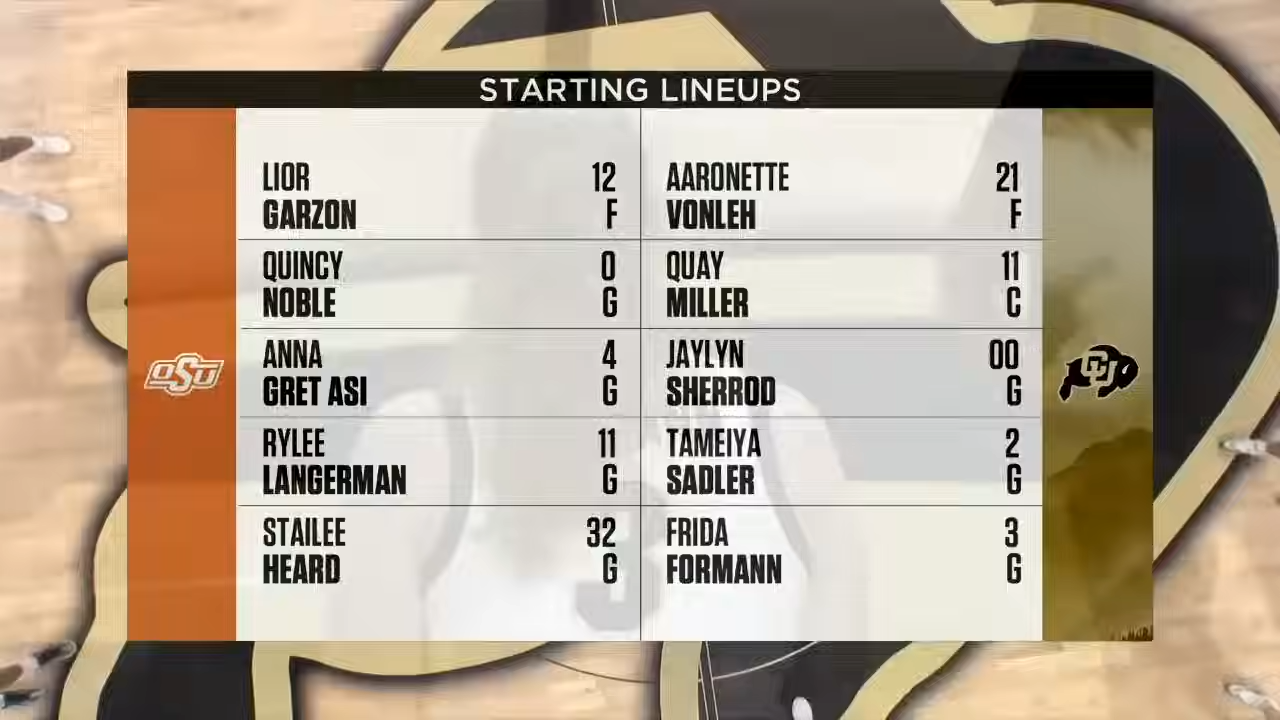 STARTING LINEUPS
LIOR 12
GARZON F
QUINCY 0
NOBLE G
ANNA 4
GRET ASI G
RYLEE 11
LANGERMAN G
STAILEE 32
HEARD G
OSU
AARONETTE 21
VONLEH F
QUAY 11
MILLER C
JAYLYN 00
SHERROD G
TAMEIYA 2
SADLER G
FRIDA 3
FORMANN G
CU
3